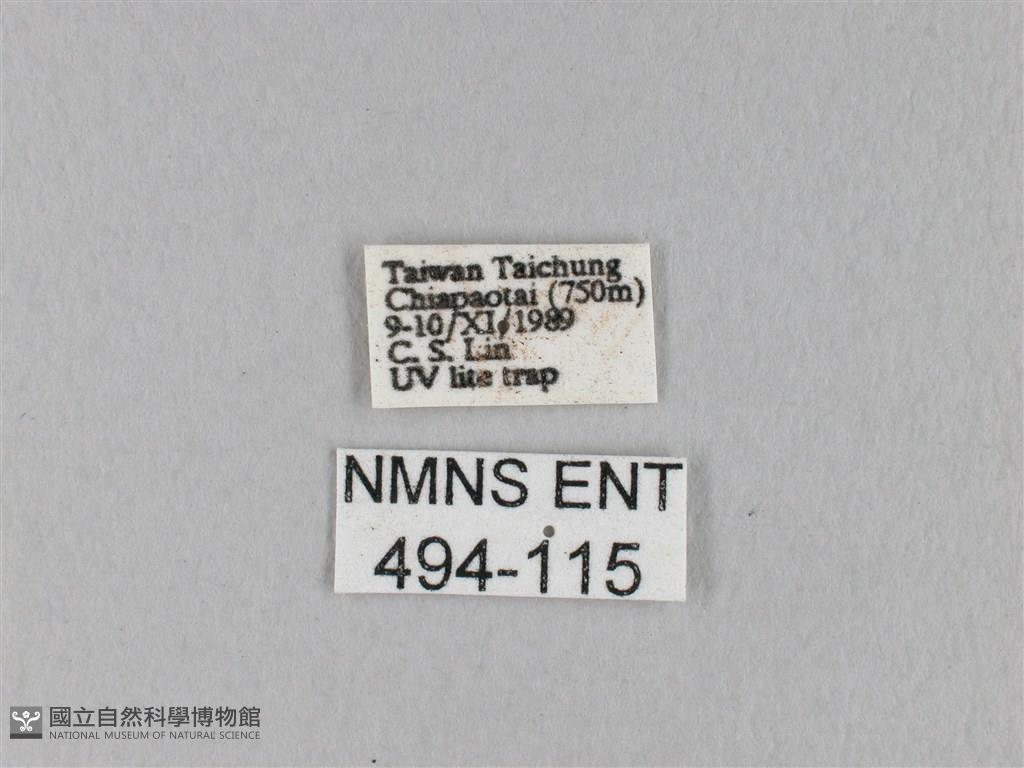 Taiwan Taichung
Chiapaotai (750m)
9-10/XI/1989
C. S. Lin
UV lite trap
NMNS ENT
494-115
國立自然科學博物館
NATIONAL MUSEUM OF NATURAL SCIENCE